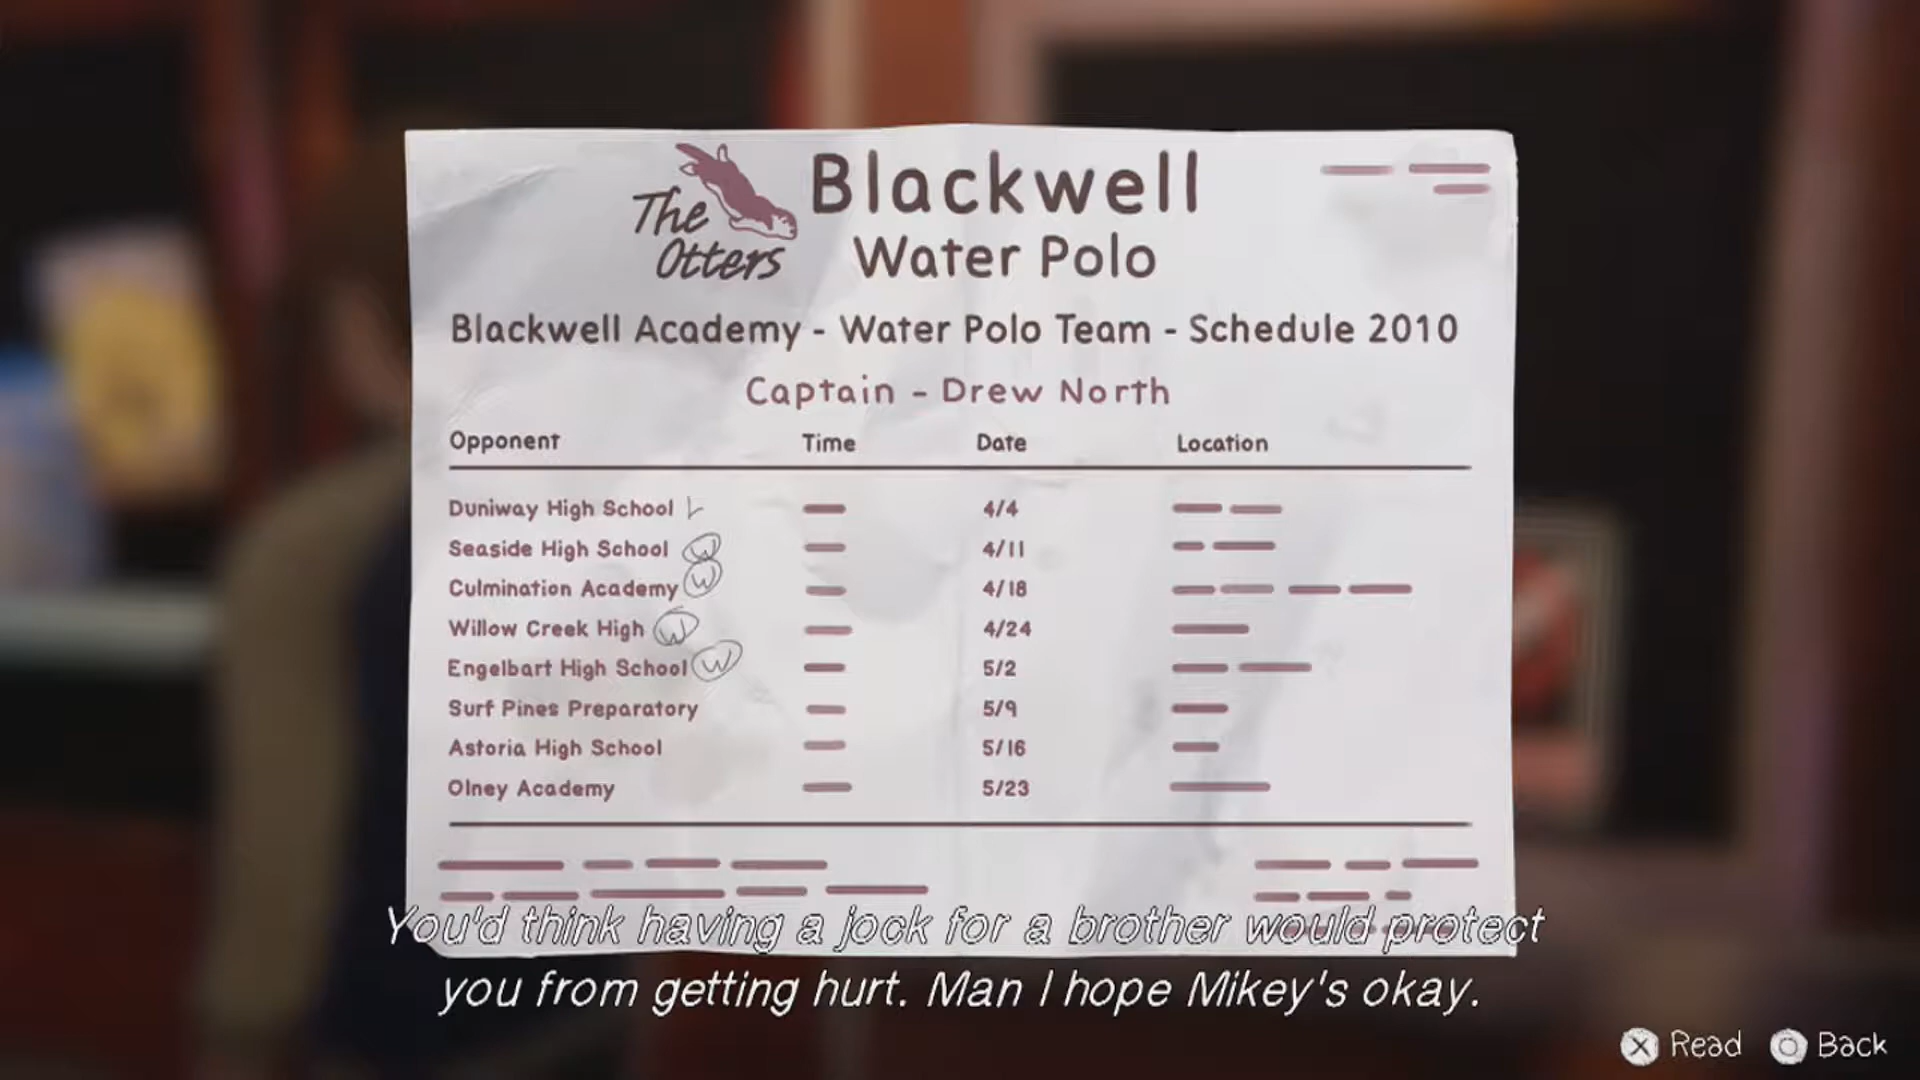 The Otters
Blackwell
Water Polo
Blackwell Academy - Water Polo Team - Schedule 2010
Captain - Drew North
Opponent Time Date Location
Duniway High School L 4/4
Seaside High School W 4/11
Culmination Academy W 4/18
Willow Creek High W 4/24
Engelbart High School W 5/2
Surf Pines Preparatory 5/9
Astoria High School 5/16
Olney Academy 5/23
You'd think having a jock for a brother would protect
you from getting hurt. Man I hope Mikey's okay.
Read Back